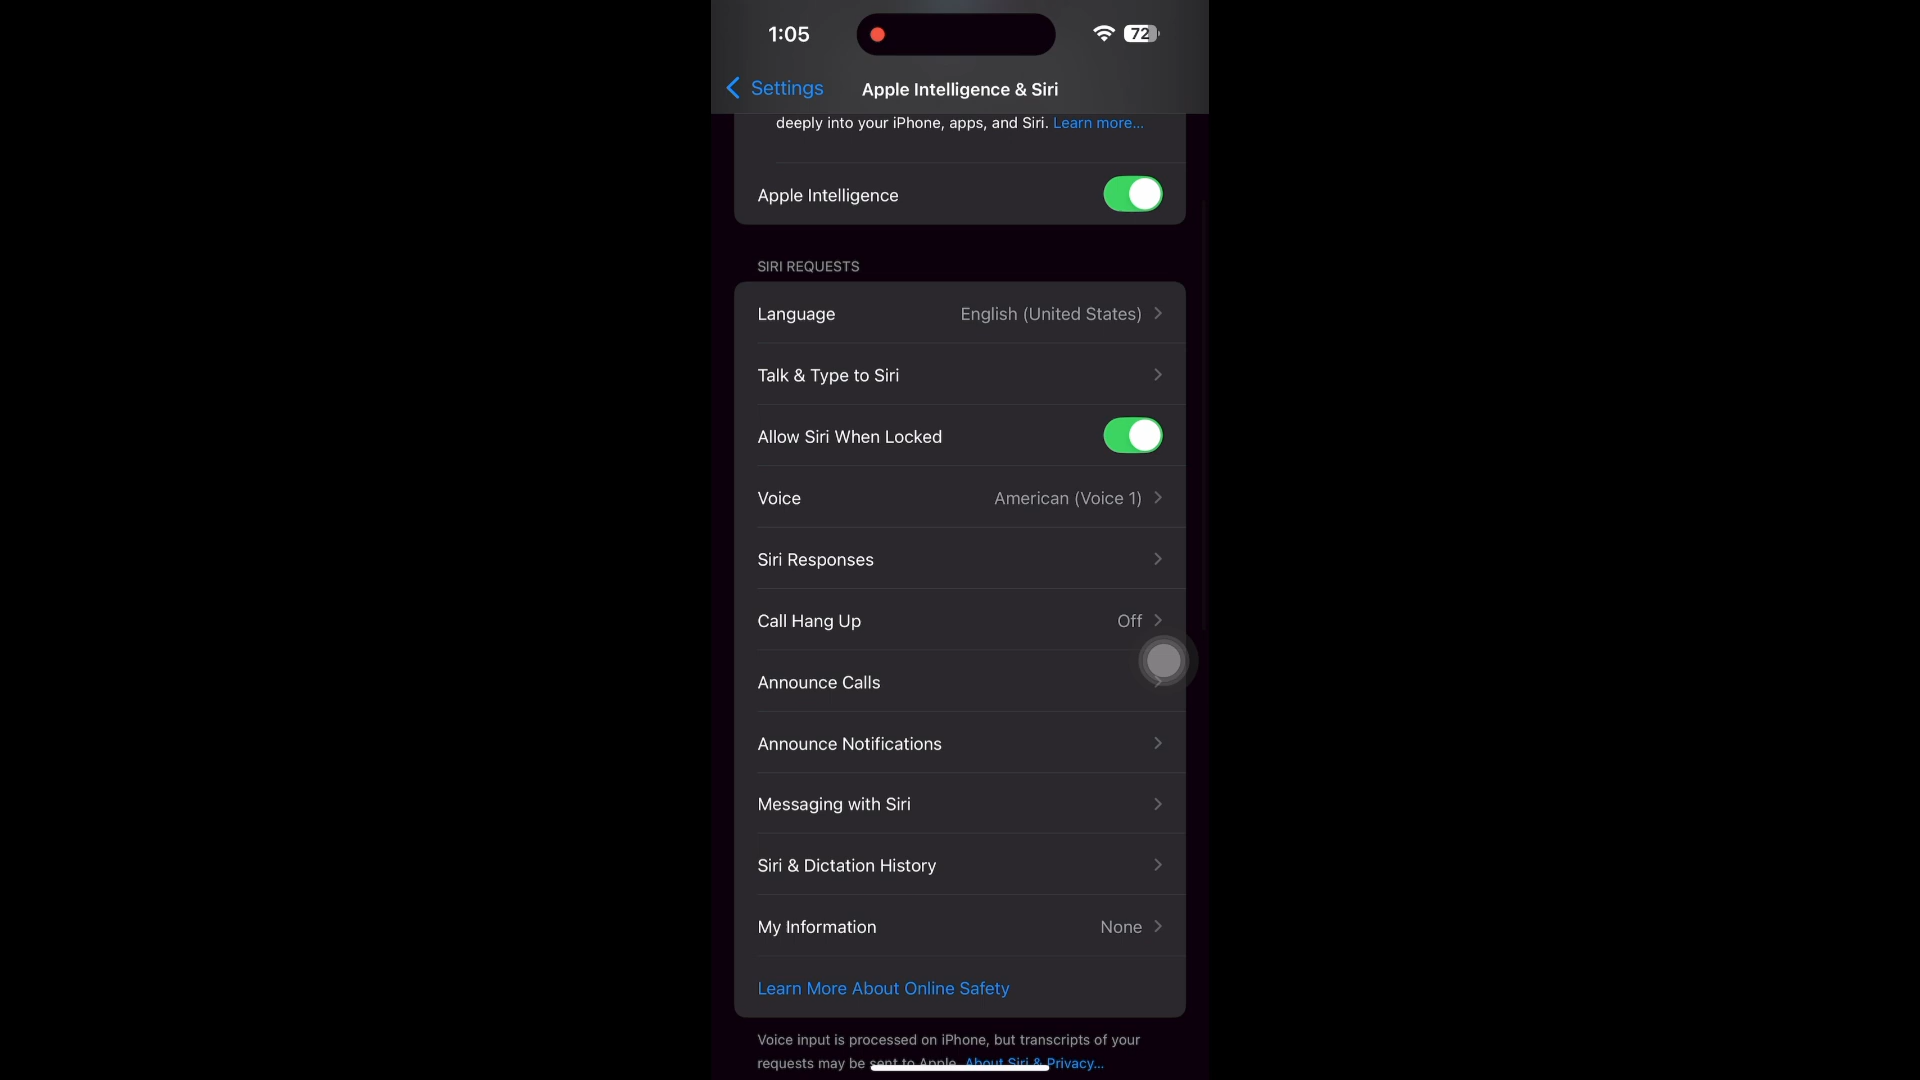 1:05
72
Settings
Apple Intelligence & Siri
deeply into your iPhone, apps, and Siri. Learn more...
Apple Intelligence
SIRI REQUESTS
Language English (United States)
Talk & Type to Siri
Allow Siri When Locked
Voice American (Voice 1)
Siri Responses
Call Hang Up Off
Announce Calls
Announce Notifications
Messaging with Siri
Siri & Dictation History
My Information None
Learn More About Online Safety
Voice input is processed on iPhone, but transcripts of your
requests may be sent to Apple. About Siri & Privacy...